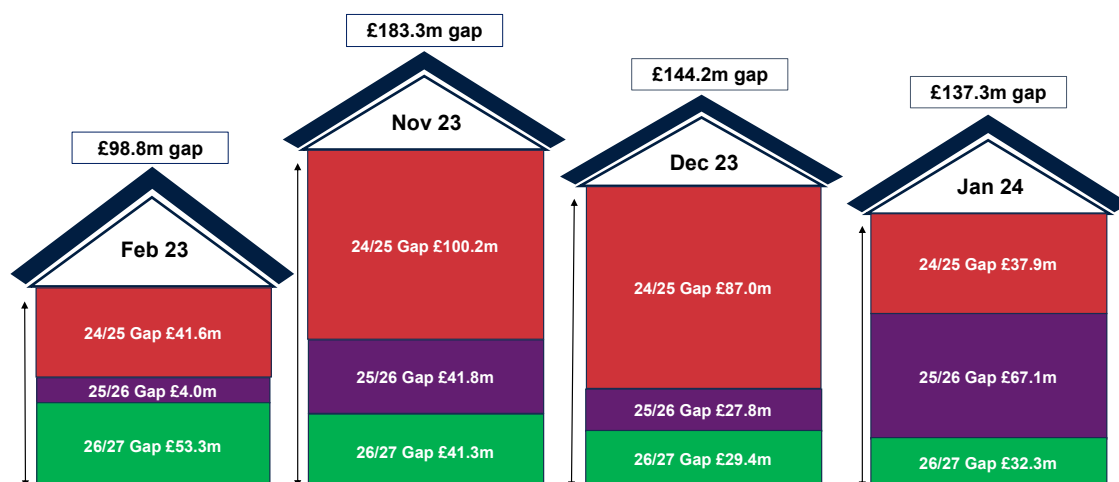 £98.8m gap
Feb 23
24/25 Gap £41.6m
25/26 Gap £4.0m
26/27 Gap £53.3m
£183.3m gap
Nov 23
24/25 Gap £100.2m
25/26 Gap £41.8m
26/27 Gap £41.3m
£144.2m gap
Dec 23
24/25 Gap £87.0m
25/26 Gap £27.8m
26/27 Gap £29.4m
£137.3m gap
Jan 24
24/25 Gap £37.9m
25/26 Gap £67.1m
26/27 Gap £32.3m